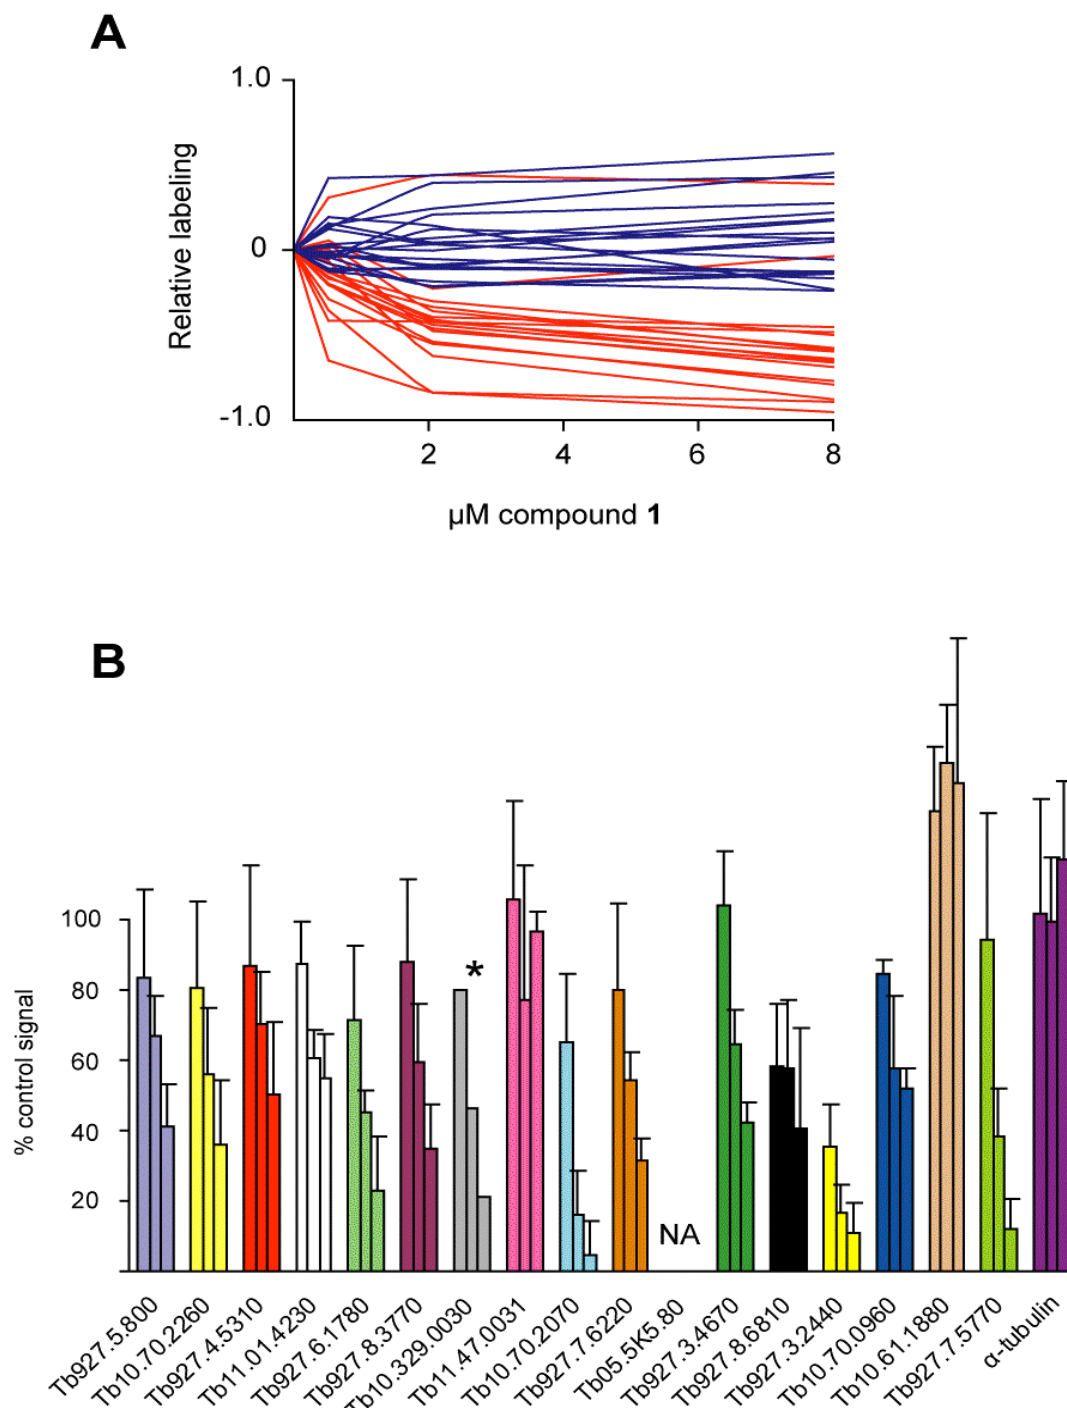 A
1.0
0
-1.0
Relative labeling
2 4 6 8
µM compound 1
B
100
80
60
40
20
% control signal
*
NA
Tb927.5.800
Tb10.70.2260
Tb927.4.5310
Tb11.01.4230
Tb927.6.1780
Tb927.8.3770
Tb10.329.0030
Tb11.47.0031
Tb10.70.2070
Tb927.7.6220
Tb05.5K5.80
Tb927.3.4670
Tb927.8.6810
Tb927.3.2440
Tb10.70.0960
Tb10.61.1880
Tb927.7.5770
α-tubulin